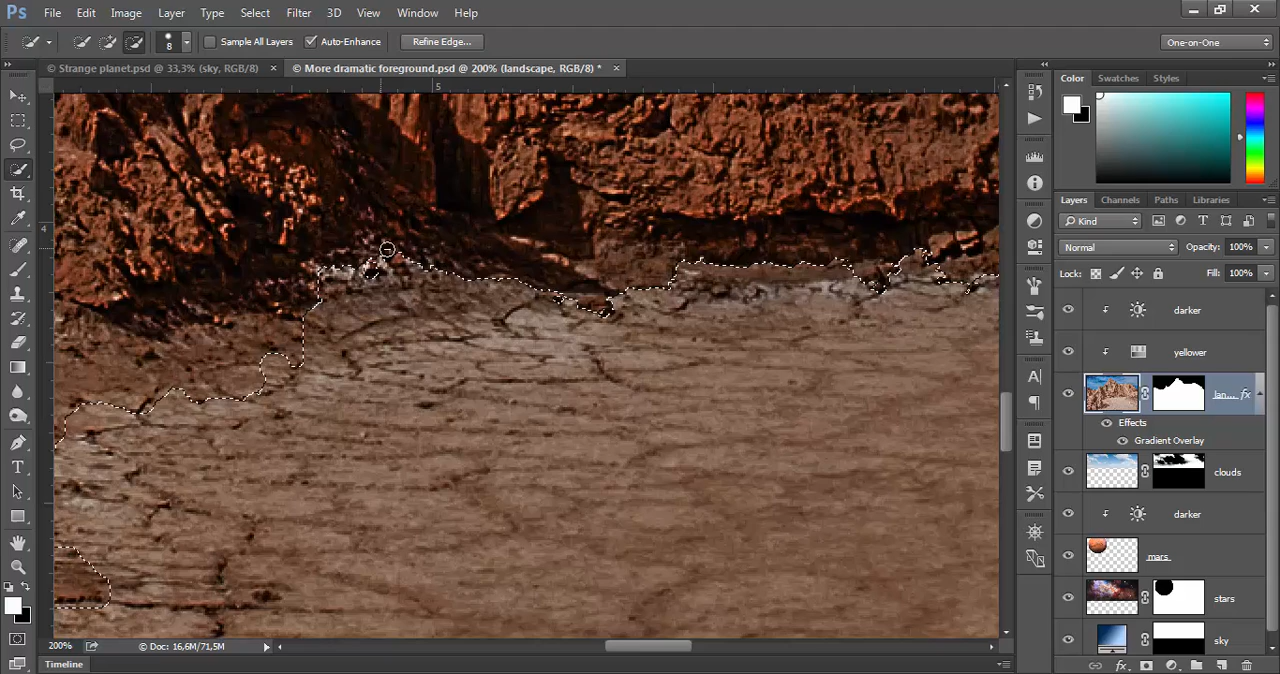 Ps File Edit Image Layer Type Select Filter 3D View Window Help
8 Sample All Layers Auto-Enhance Refine Edge... One-on-One
© Strange planet.psd @ 33,3% (sky, RGB/8) × © More dramatic foreground.psd @ 200% (landscape, RGB/8) * ×
Color Swatches Styles
5
4
Layers Channels Paths Libraries
Kind
Normal Opacity: 100%
Lock: Fill: 100%
darker
yellower
lan... fx
Effects
Gradient Overlay
clouds
darker
mars
stars
sky
200% © Doc: 16,6M/71,5M
Timeline